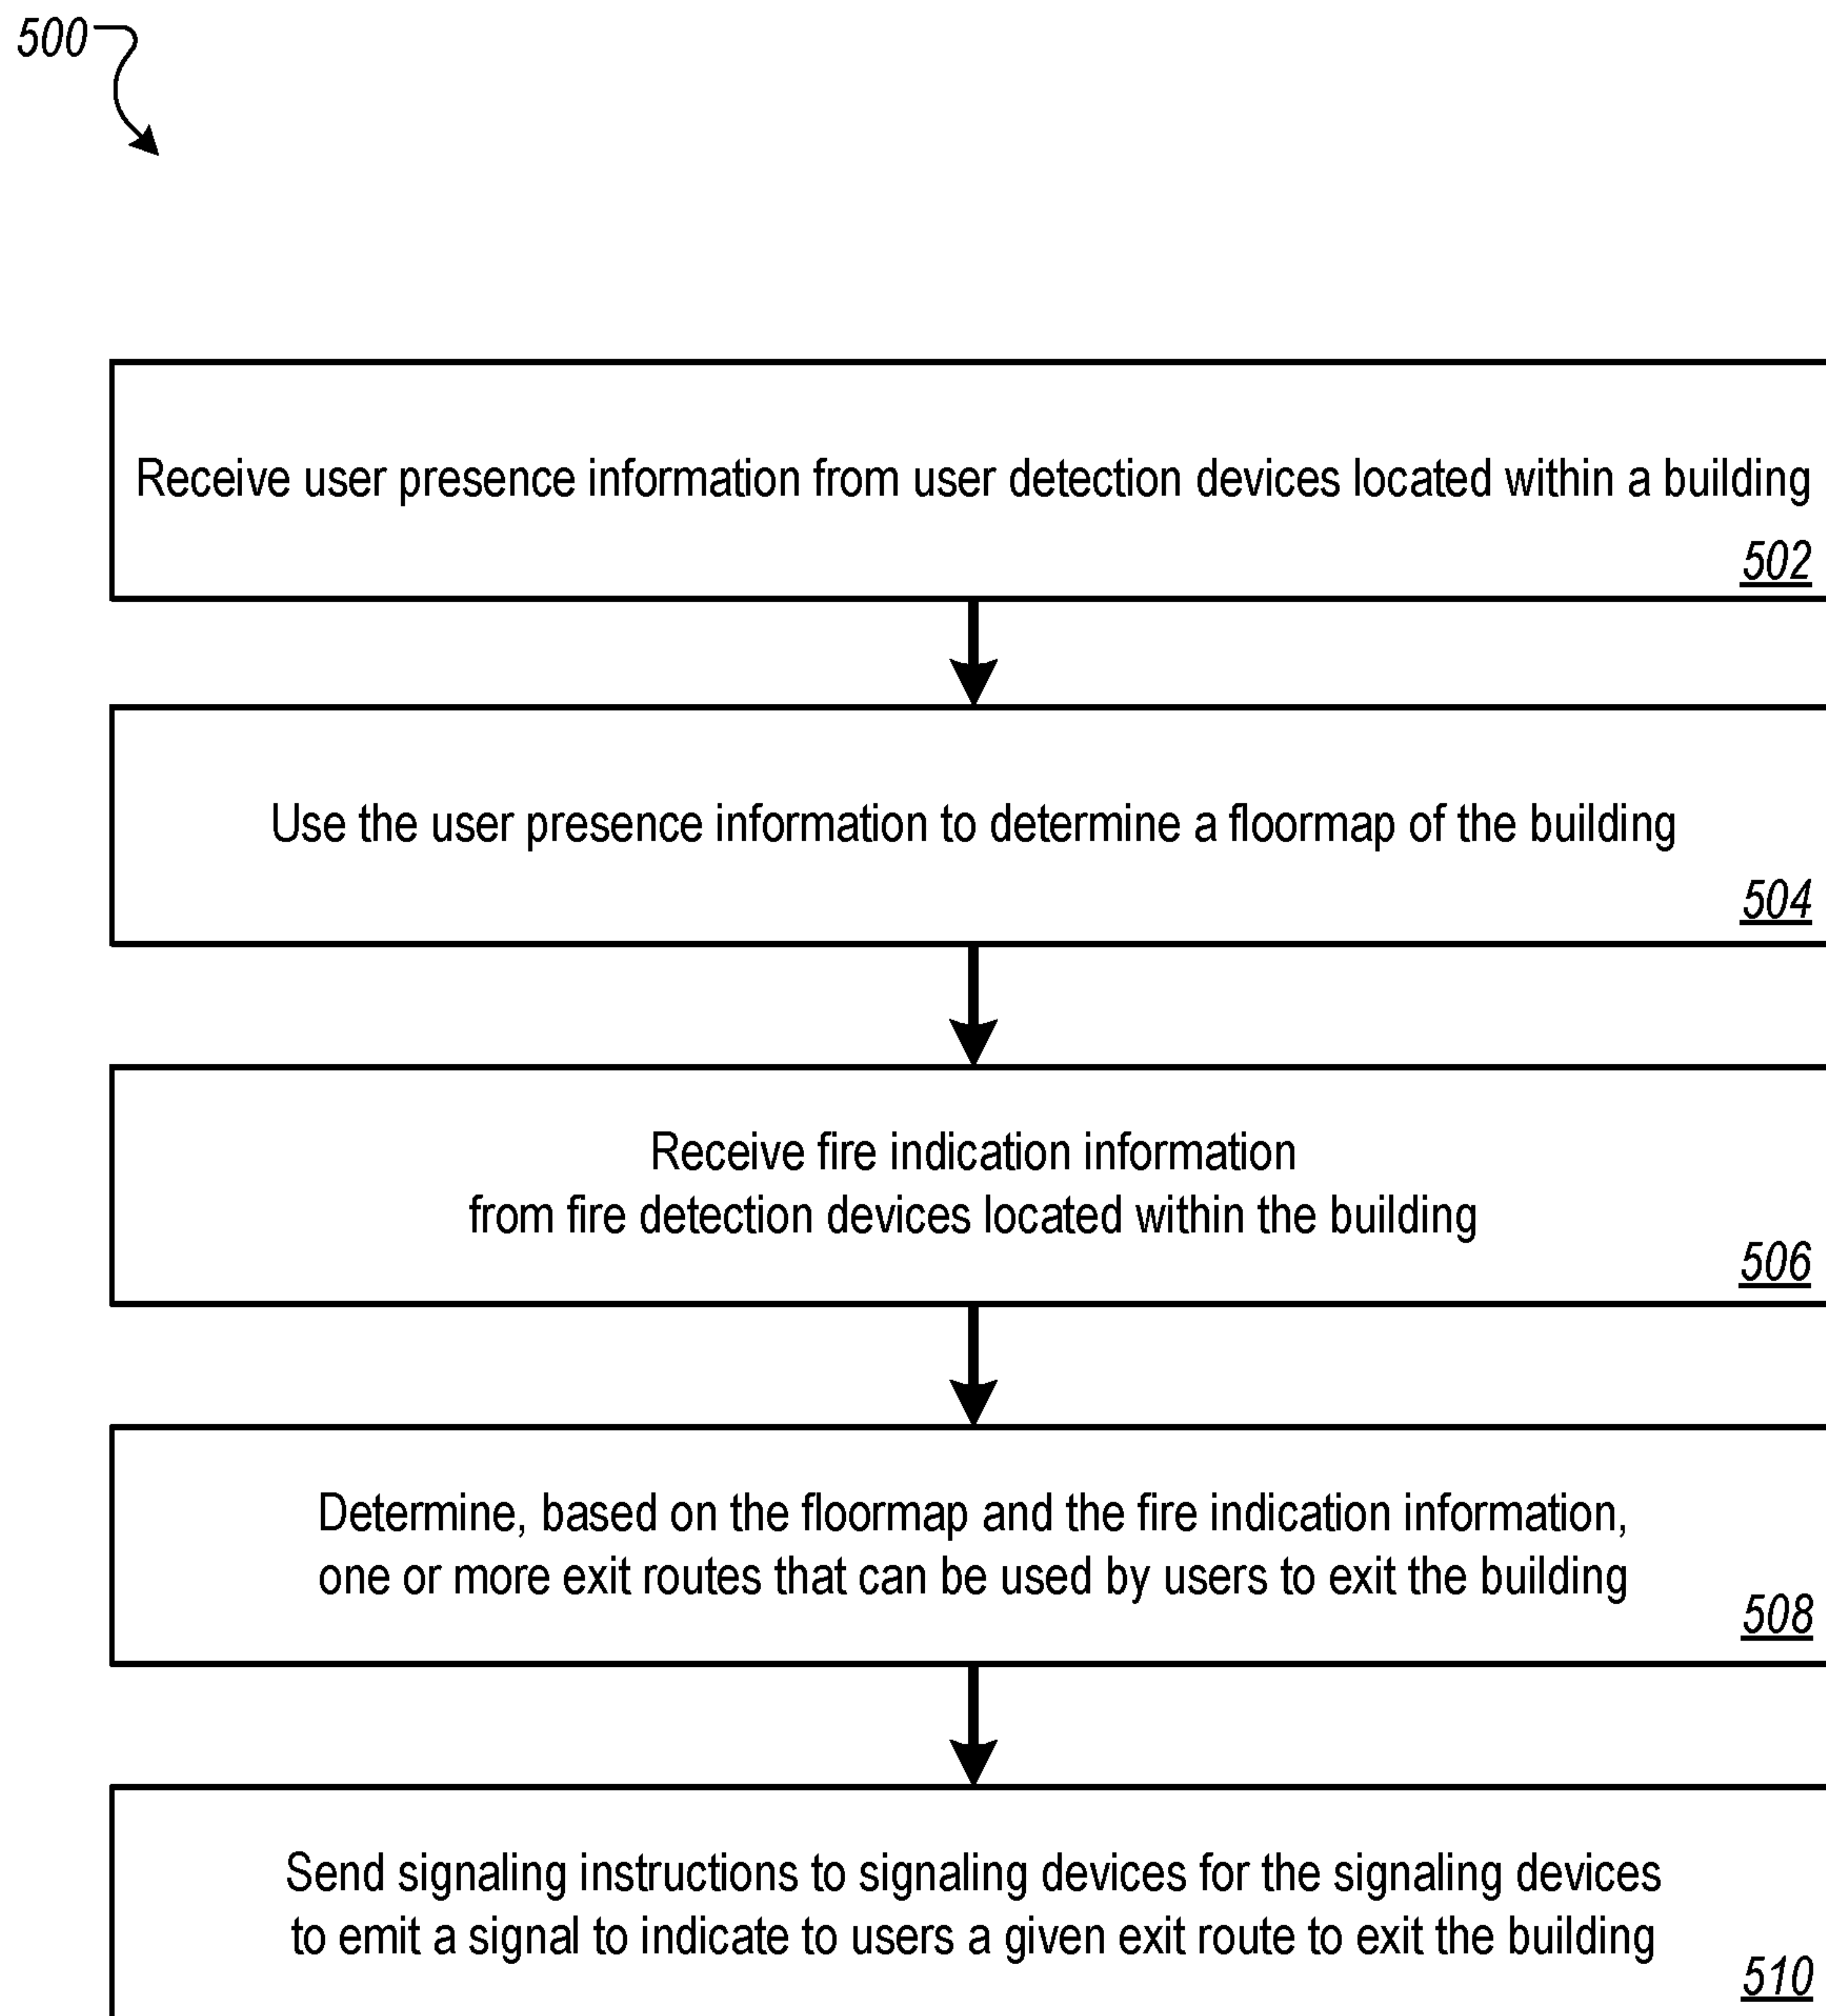 500
Receive user presence information from user detection devices located within a building
502
Use the user presence information to determine a floormap of the building
504
Receive fire indication information
from fire detection devices located within the building
506
Determine, based on the floormap and the fire indication information,
one or more exit routes that can be used by users to exit the building
508
Send signaling instructions to signaling devices for the signaling devices
to emit a signal to indicate to users a given exit route to exit the building
510